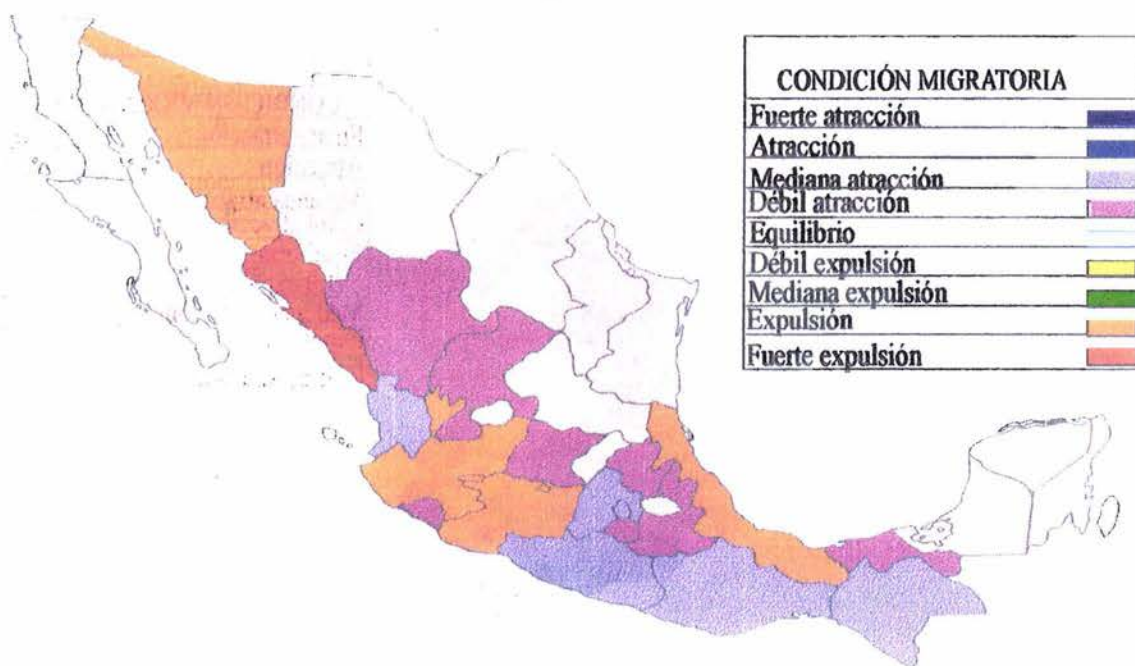 CONDICIÓN MIGRATORIA
Fuerte atracción
Atracción
Mediana atracción
Débil atracción
Equilibrio
Débil expulsión
Mediana expulsión
Expulsión
Fuerte expulsión